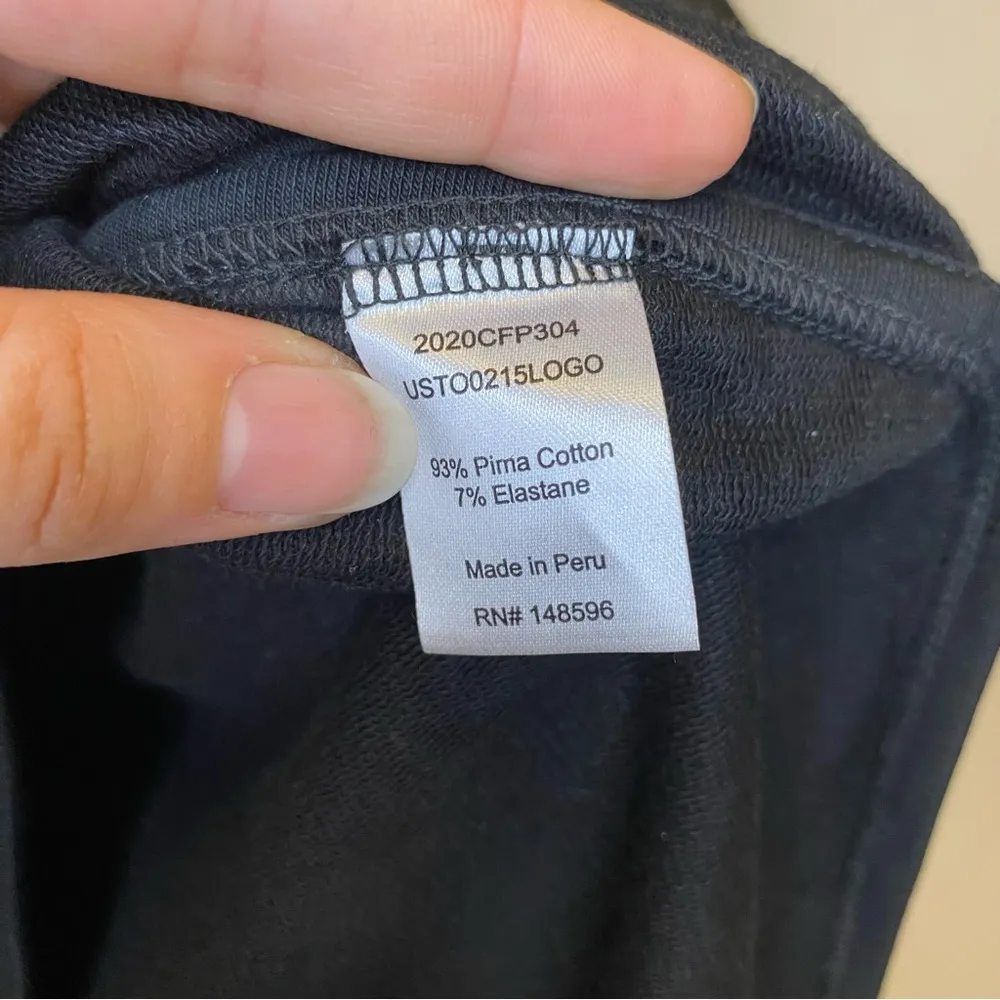 2020CFP304
USTO0215LOGO
93% Pima Cotton
7% Elastane
Made in Peru
RN# 148596